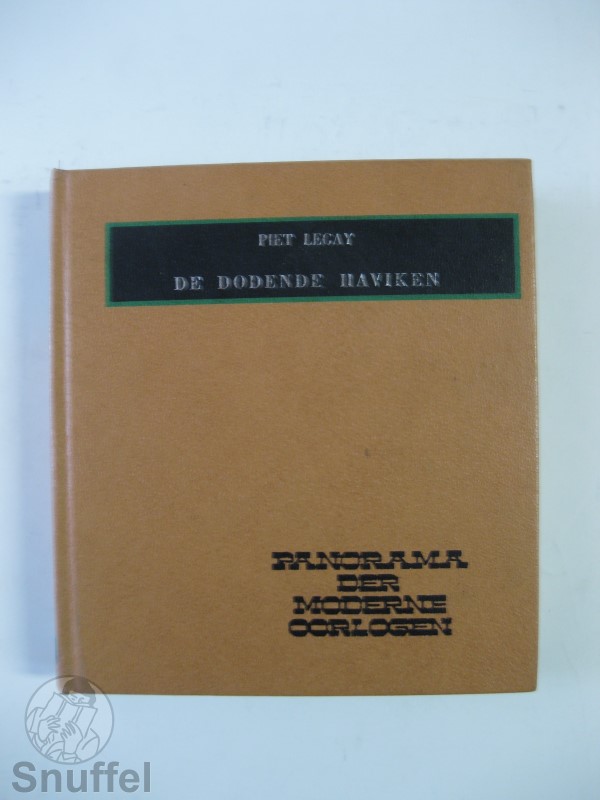 PIET LEGAY
DE DODENDE HAVIKEN
PANORAMA
DER
MODERNE
OORLOGEN
Snuffel